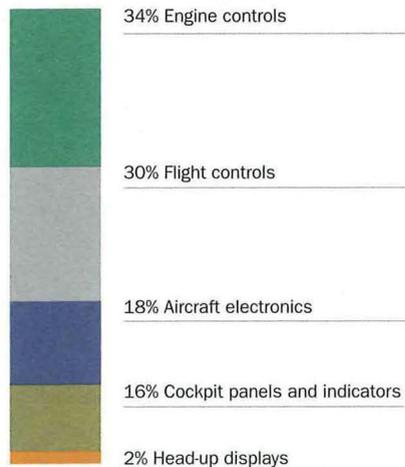 34% Engine controls
30% Flight controls
18% Aircraft electronics
16% Cockpit panels and indicators
2% Head-up displays